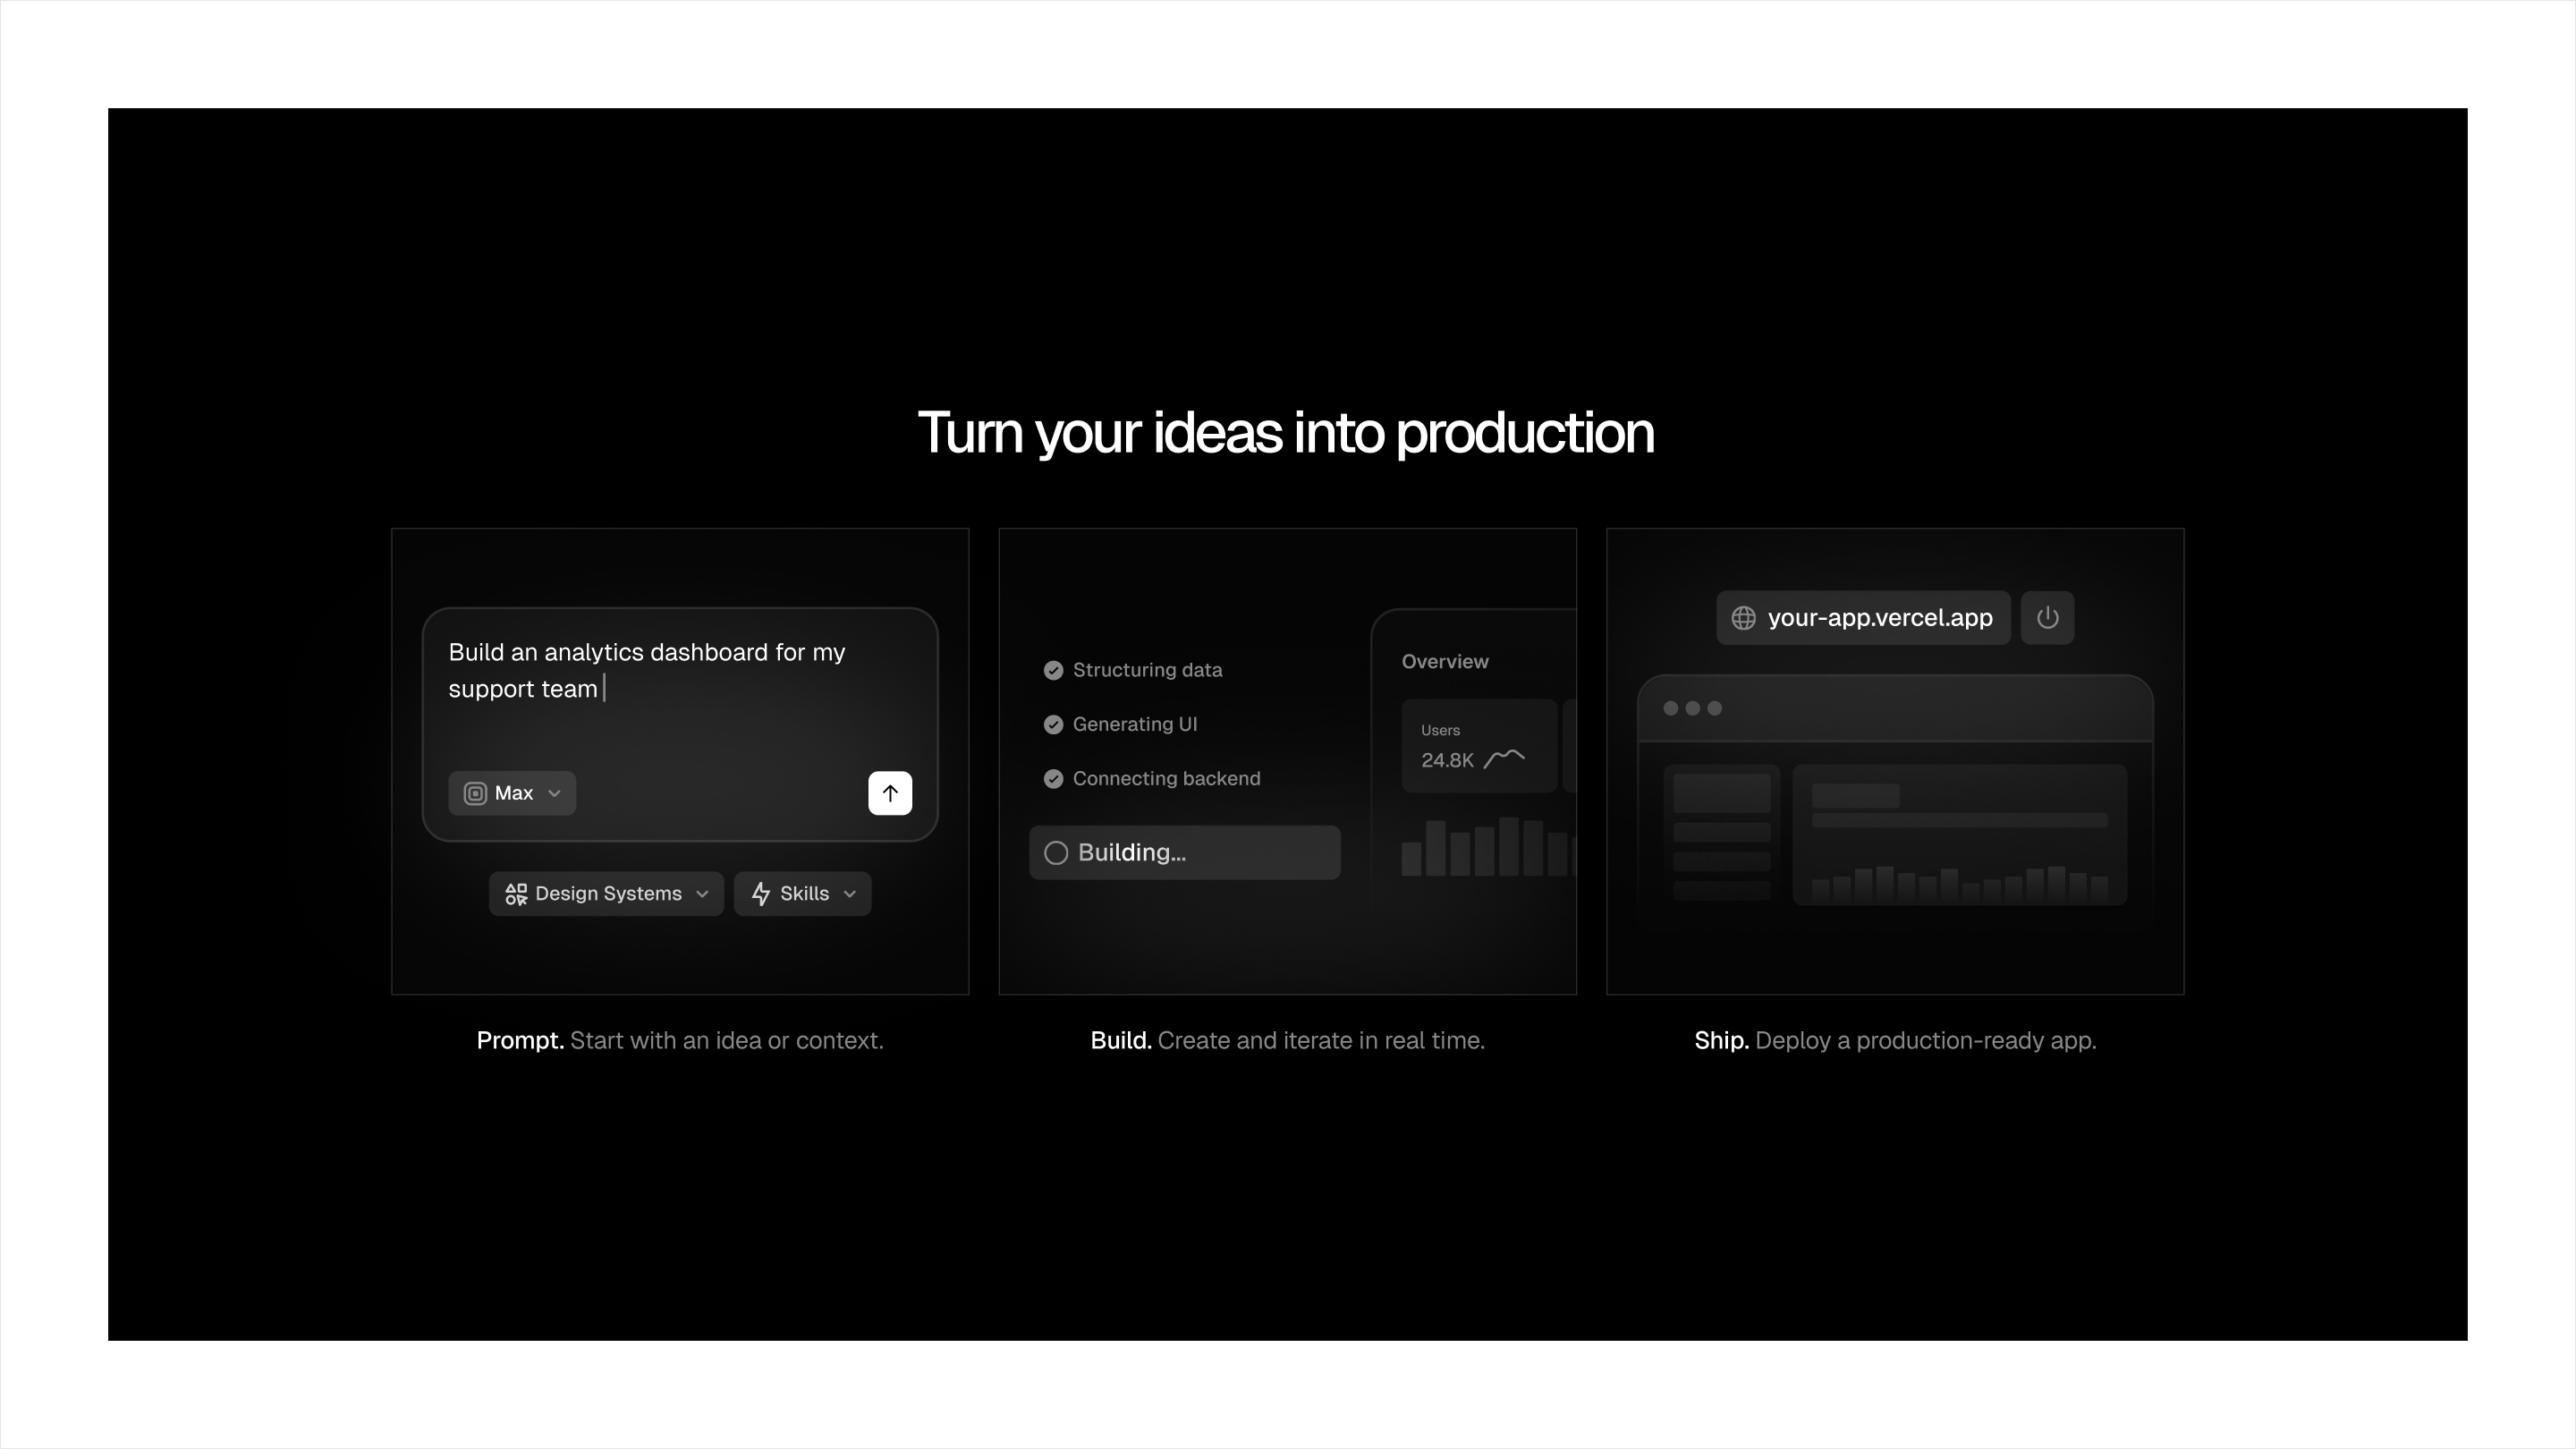 Turn your ideas into production
Build an analytics dashboard for my
support team
Max
Design Systems
Skills
Prompt. Start with an idea or context.
Structuring data
Generating UI
Connecting backend
Building...
Overview
Users
24.8K
Build. Create and iterate in real time.
your-app.vercel.app
Ship. Deploy a production-ready app.